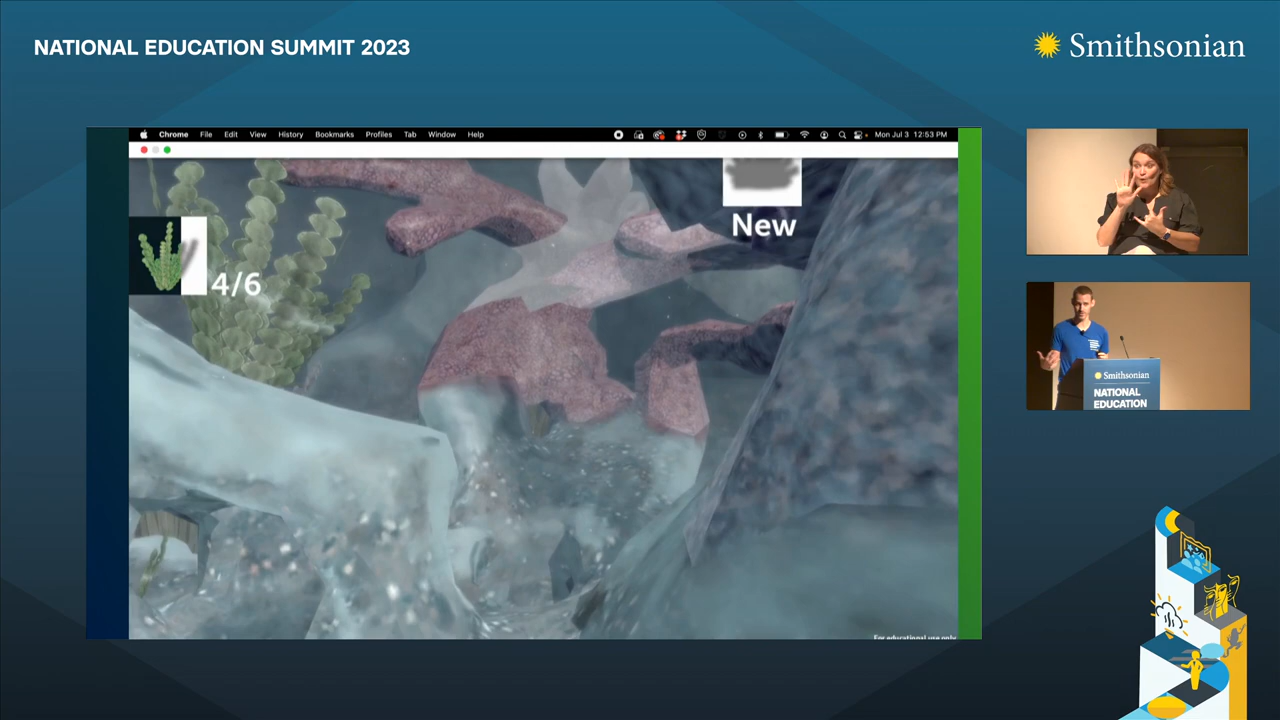 NATIONAL EDUCATION SUMMIT 2023
Smithsonian
Chrome File Edit View History Bookmarks Profiles Tab Window Help Mon Jul 3 12:53 PM
New
4/6
For educational use only
Smithsonian
NATIONAL
EDUCATION